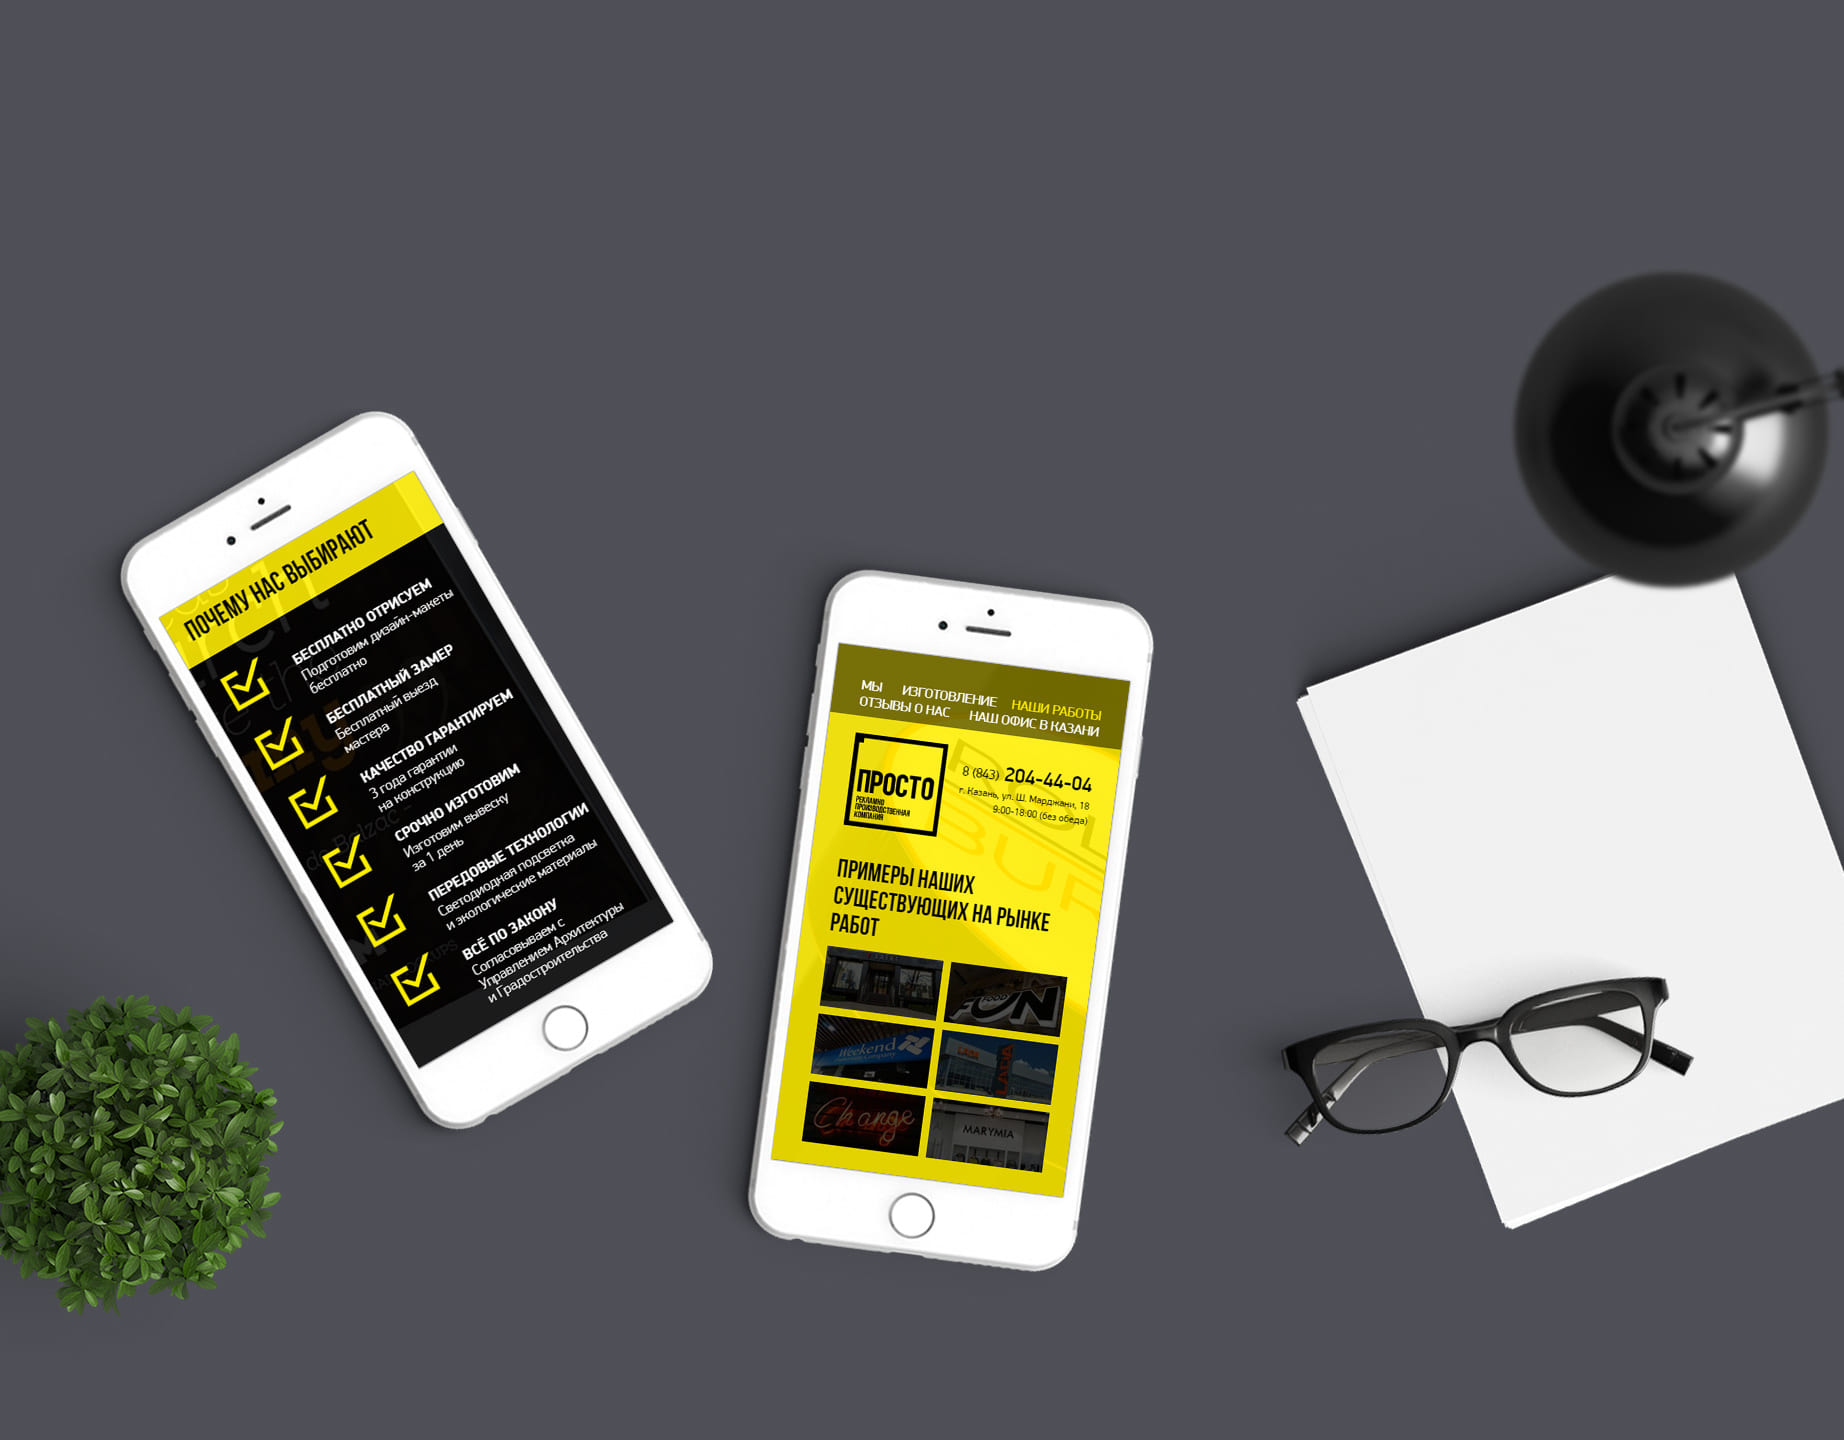 ПОЧЕМУ НАС ВЫБИРАЮТ
БЕСПЛАТНО ОТРИСУЕМ
Подготовим дизайн-макеты
бесплатно
БЕСПЛАТНЫЙ ЗАМЕР
Бесплатный выезд
мастера
КАЧЕСТВО ГАРАНТИРУЕМ
3 года гарантии
на конструкцию
СРОЧНО ИЗГОТОВИМ
Изготовим вывеску
за 1 день
ПЕРЕДОВЫЕ ТЕХНОЛОГИИ
Светодиодная подсветка
и экологические материалы
ВСЁ ПО ЗАКОНУ
Согласовываем с
Управлением Архитектуры
и Градостроительства
de Balzac
МЫ ИЗГОТОВЛЕНИЕ НАШИ РАБОТЫ
ОТЗЫВЫ О НАС НАШ ОФИС В КАЗАНИ
ПРОСТО
РЕКЛАМНО
ПРОИЗВОДСТВЕННАЯ
КОМПАНИЯ
8 (843) 204-44-04
г. Казань, ул. Ш. Марджани, 18
9:00-18:00 (без обеда)
ПРИМЕРЫ НАШИХ
СУЩЕСТВУЮЩИХ НА РЫНКЕ
РАБОТ
FOOD
FUN
Weekend
LADA
Change
MARYMIA